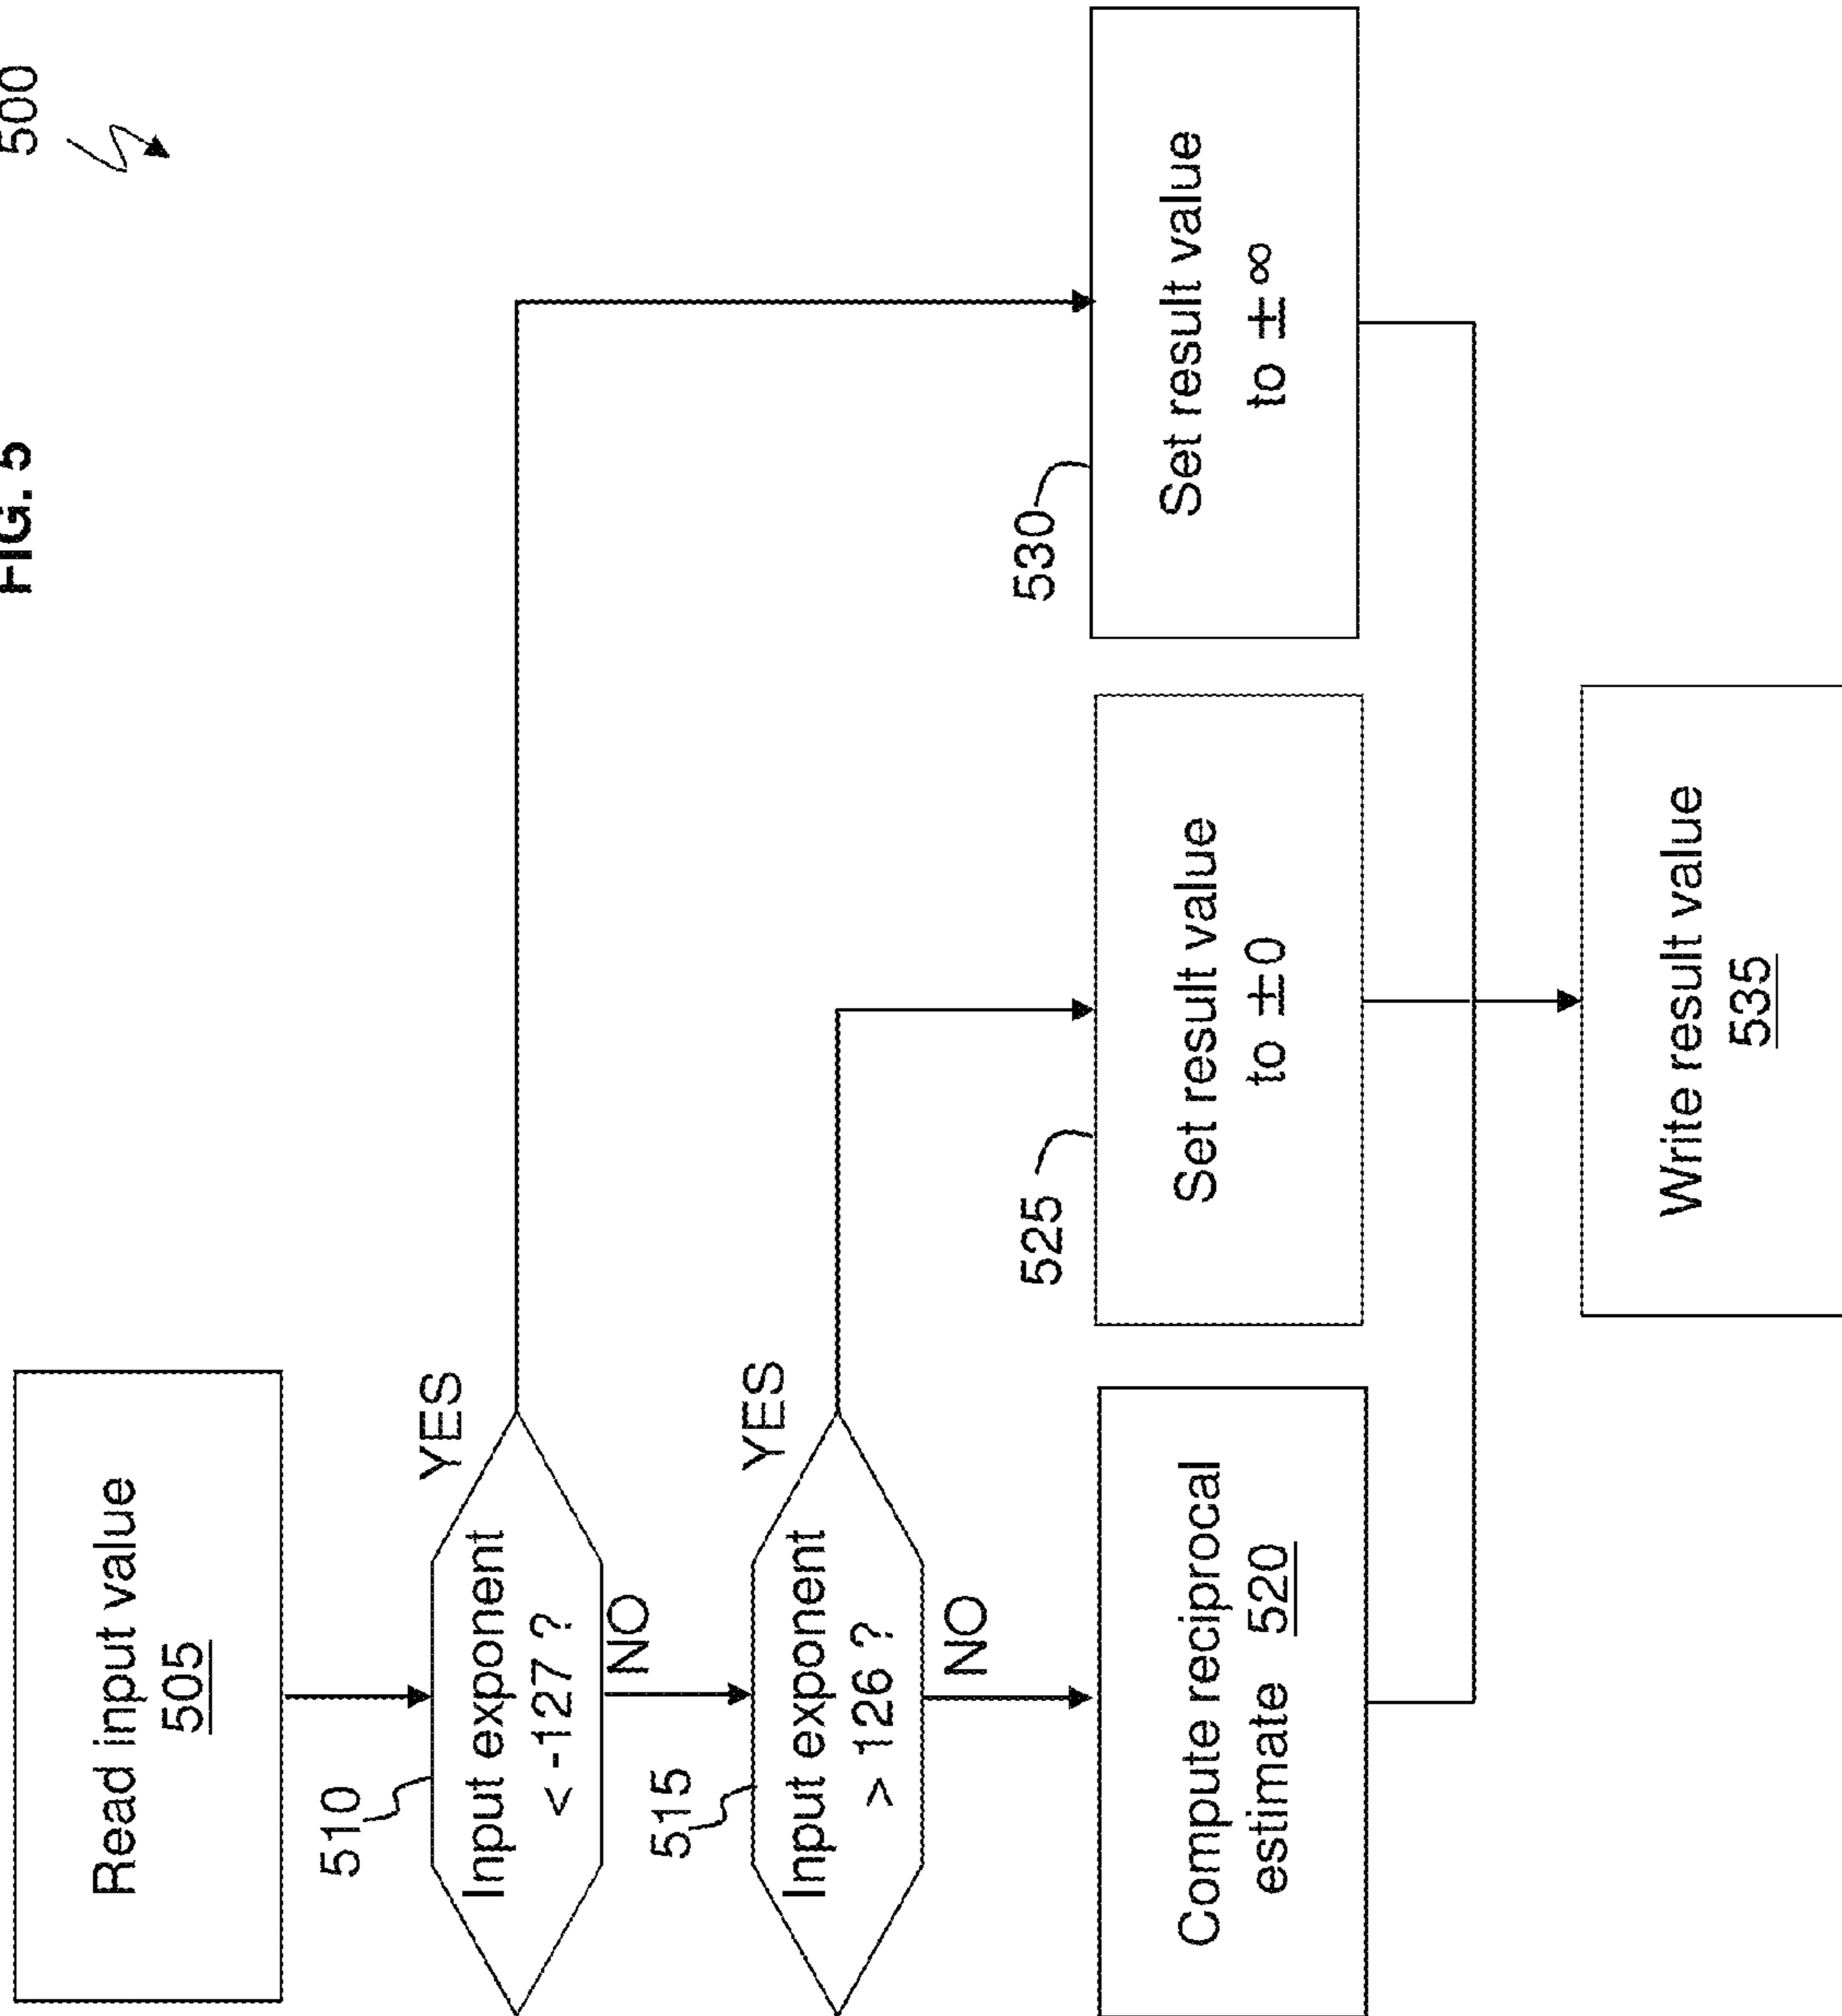 FIG. 5
500
Read input value
505
510
Input exponent
< -127 ?
YES
NO
515
Input exponent
> 126 ?
YES
NO
Compute reciprocal
estimate 520
525
Set result value
to ±0
530
Set result value
to ±∞
Write result value
535